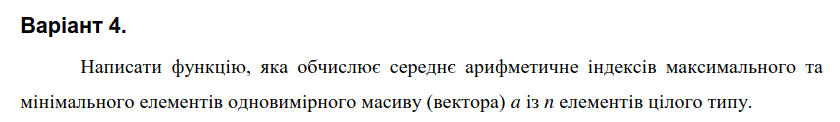 Варіант 4.
Написати функцію, яка обчислює середнє арифметичне індексів максимального та
мінімального елементів одновимірного масиву (вектора) a із n елементів цілого типу.